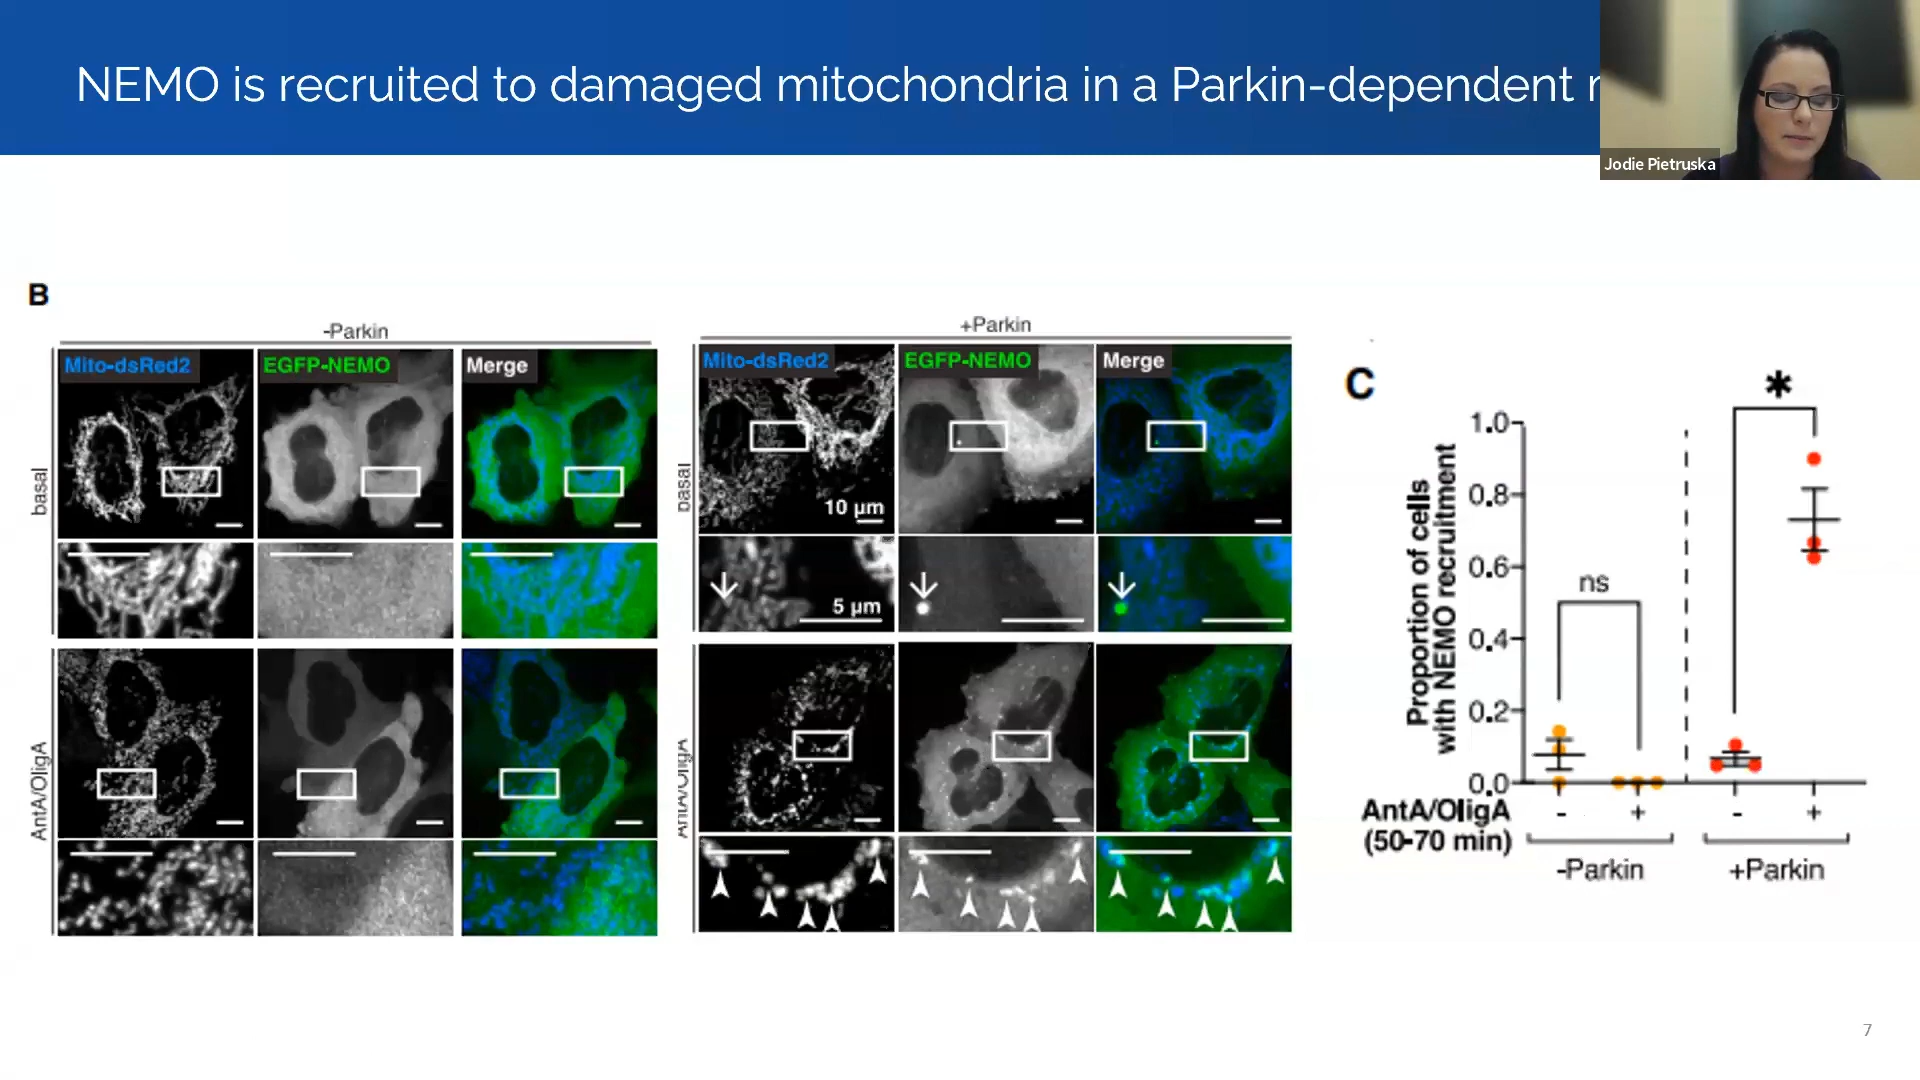 NEMO is recruited to damaged mitochondria in a Parkin-dependent
Jodie Pietruska
B
-Parkin
Mito-dsRed2
EGFP-NEMO
Merge
basal
AntA/OligA
+Parkin
Mito-dsRed2
EGFP-NEMO
Merge
basal
10 µm
5 µm
AntA/OligA
C
Proportion of cells
with NEMO recruitment
1.0
0.8
0.6
0.4
0.2
0.0
ns
*
AntA/OligA - + - +
(50-70 min)
-Parkin +Parkin
7